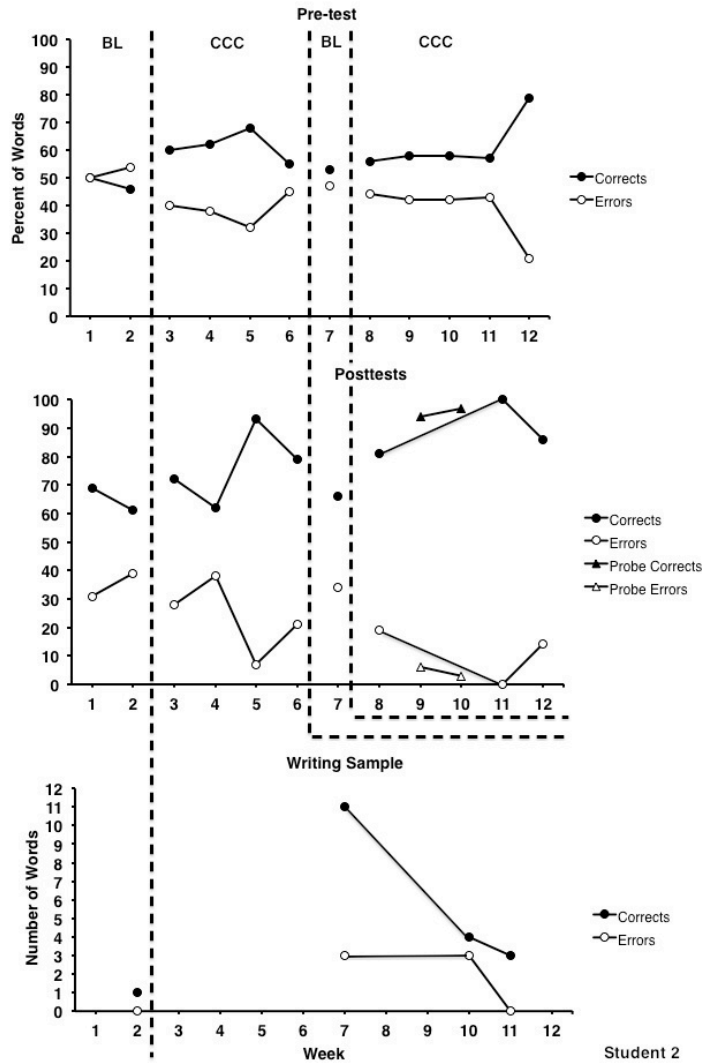 Pre-test
BL CCC BL CCC
Percent of Words
100
90
80
70
60
50
40
30
20
10
0
1 2 3 4 5 6 7 8 9 10 11 12
Corrects
Errors
Posttests
100
90
80
70
60
50
40
30
20
10
0
1 2 3 4 5 6 7 8 9 10 11 12
Corrects
Errors
Probe Corrects
Probe Errors
Writing Sample
Number of Words
12
11
10
9
8
7
6
5
4
3
2
1
0
1 2 3 4 5 6 7 8 9 10 11 12
Corrects
Errors
Week
Student 2